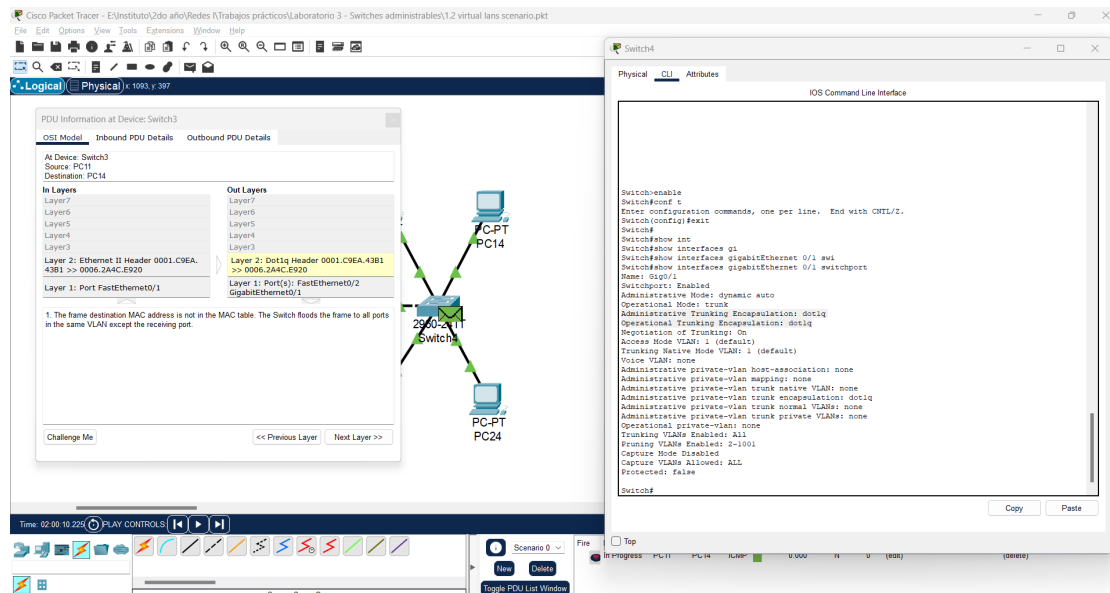 Cisco Packet Tracer - E:\Instituto\2do año\Redes I\Trabajos prácticos\Laboratorio 3 - Switches administrables\1.2 virtual lans scenario.pkt
File Edit Options View Tools Extensions Window Help
Logical Physical x: 1093, y: 397
PDU Information at Device: Switch3
OSI Model Inbound PDU Details Outbound PDU Details
At Device: Switch3
Source: PC11
Destination: PC14
In Layers Out Layers
Layer7 Layer7
Layer6 Layer6
Layer5 Layer5
Layer4 Layer4
Layer3 Layer3
Layer 2: Ethernet II Header 0001.C9EA. Layer 2: Dot1q Header 0001.C9EA.43B1
43B1 >> 0006.2A4C.E920 >> 0006.2A4C.E920
Layer 1: Port FastEthernet0/1 Layer 1: Port(s): FastEthernet0/2
GigabitEthernet0/1
1. The frame destination MAC address is not in the MAC table. The Switch floods the frame to all ports
in the same VLAN except the receiving port.
Challenge Me << Previous Layer Next Layer >>
PC-PT
PC14
2960-24TT
Switch4
PC-PT
PC24
Switch4
Physical CLI Attributes
IOS Command Line Interface
Switch>enable
Switch#conf t
Enter configuration commands, one per line. End with CNTL/Z.
Switch(config)#exit
Switch#
Switch#show int
Switch#show interfaces gi
Switch#show interfaces gigabitEthernet 0/1 swi
Switch#show interfaces gigabitEthernet 0/1 switchport
Name: Gig0/1
Switchport: Enabled
Administrative Mode: dynamic auto
Operational Mode: trunk
Administrative Trunking Encapsulation: dot1q
Operational Trunking Encapsulation: dot1q
Negotiation of Trunking: On
Access Mode VLAN: 1 (default)
Trunking Native Mode VLAN: 1 (default)
Voice VLAN: none
Administrative private-vlan host-association: none
Administrative private-vlan mapping: none
Administrative private-vlan trunk native VLAN: none
Administrative private-vlan trunk encapsulation: dot1q
Administrative private-vlan trunk normal VLANs: none
Administrative private-vlan trunk private VLANs: none
Operational private-vlan: none
Trunking VLANs Enabled: All
Pruning VLANs Enabled: 2-1001
Capture Mode Disabled
Capture VLANs Allowed: ALL
Protected: false
Switch#
Copy Paste
Top
Time: 02:00:10.225 PLAY CONTROLS:
Scenario 0
New Delete
Toggle PDU List Window
Fire
In Progress PC11 PC14 ICMP 0.000 N 0 (edit) (delete)